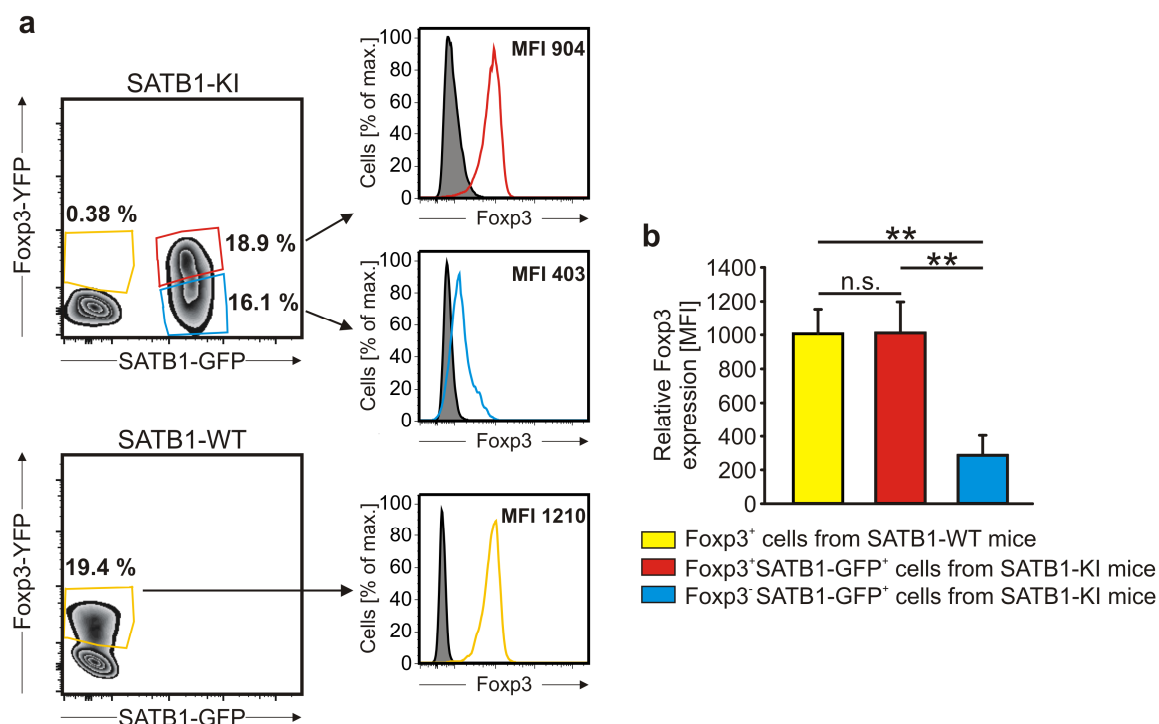 a
SATB1-KI
Foxp3-YFP
0.38 %
18.9 %
16.1 %
SATB1-GFP
Cells [% of max.]
100
80
60
40
20
0
MFI 904
Foxp3
Cells [% of max.]
100
80
60
40
20
0
MFI 403
Foxp3
SATB1-WT
Foxp3-YFP
19.4 %
SATB1-GFP
Cells [% of max.]
100
80
60
40
20
0
MFI 1210
Foxp3
b
Relative Foxp3
expression [MFI]
1400
1200
1000
800
600
400
200
0
**
**
n.s.
Foxp3⁺ cells from SATB1-WT mice
Foxp3⁺SATB1-GFP⁺ cells from SATB1-KI mice
Foxp3⁻SATB1-GFP⁺ cells from SATB1-KI mice